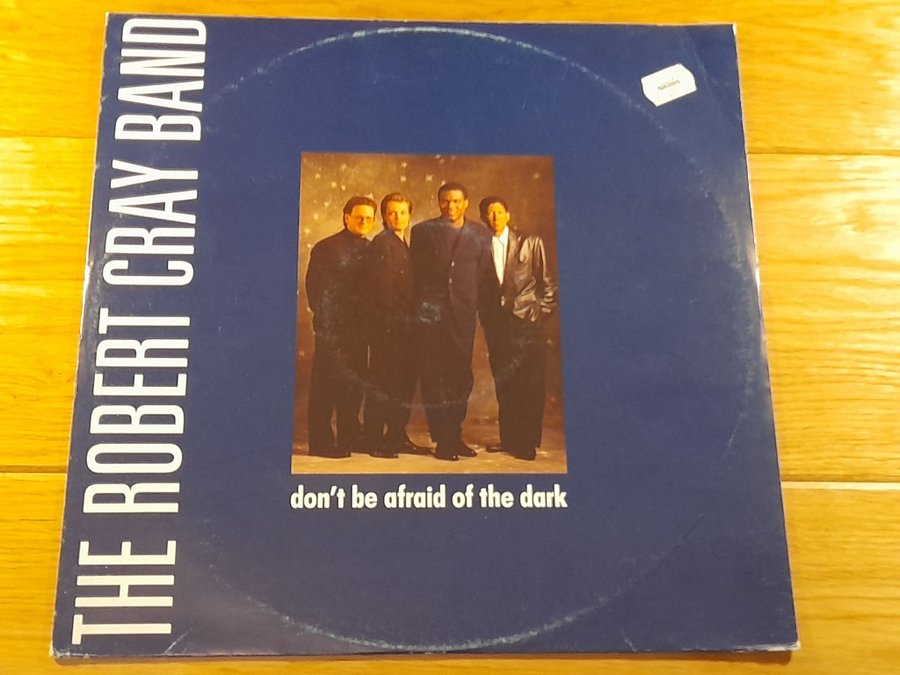 THE ROBERT CRAY BAND
don't be afraid of the dark